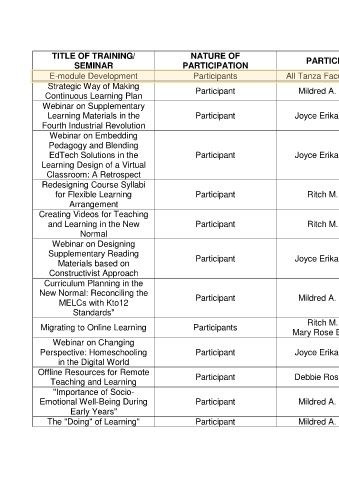 TITLE OF TRAINING/ NATURE OF
SEMINAR PARTICIPATION
E-module Development Participants All Tanza
Strategic Way of Making
Continuous Learning Plan Participant Mildred A.
Webinar on Supplementary
Learning Materials in the Participant Joyce Erika
Fourth Industrial Revolution
Webinar on Embedding
Pedagogy and Blending
EdTech Solutions in the Participant Joyce Erika
Learning Design of a Virtual
Classroom: A Retrospect
Redesigning Course Syllabi
for Flexible Learning Participant Ritch M.
Arrangement
Creating Videos for Teaching
and Learning in the New Participant Ritch M.
Normal
Webinar on Designing
Supplementary Reading
Materials based on Participant Joyce Erika
Constructivist Approach
Curriculum Planning in the
New Normal: Reconciling the Participant Mildred A.
MELCs with Kto12
Standards"
Migrating to Online Learning Participants Ritch M.
Mary Rose
Webinar on Changing
Perspective: Homeschooling Participant Joyce Erika
in the Digital World
Offline Resources for Remote
Teaching and Learning Participant Debbie Ros
"Importance of Socio-
Emotional Well-Being During Participant Mildred A.
Early Years"
The "Doing" of Learning" Participant Mildred A.